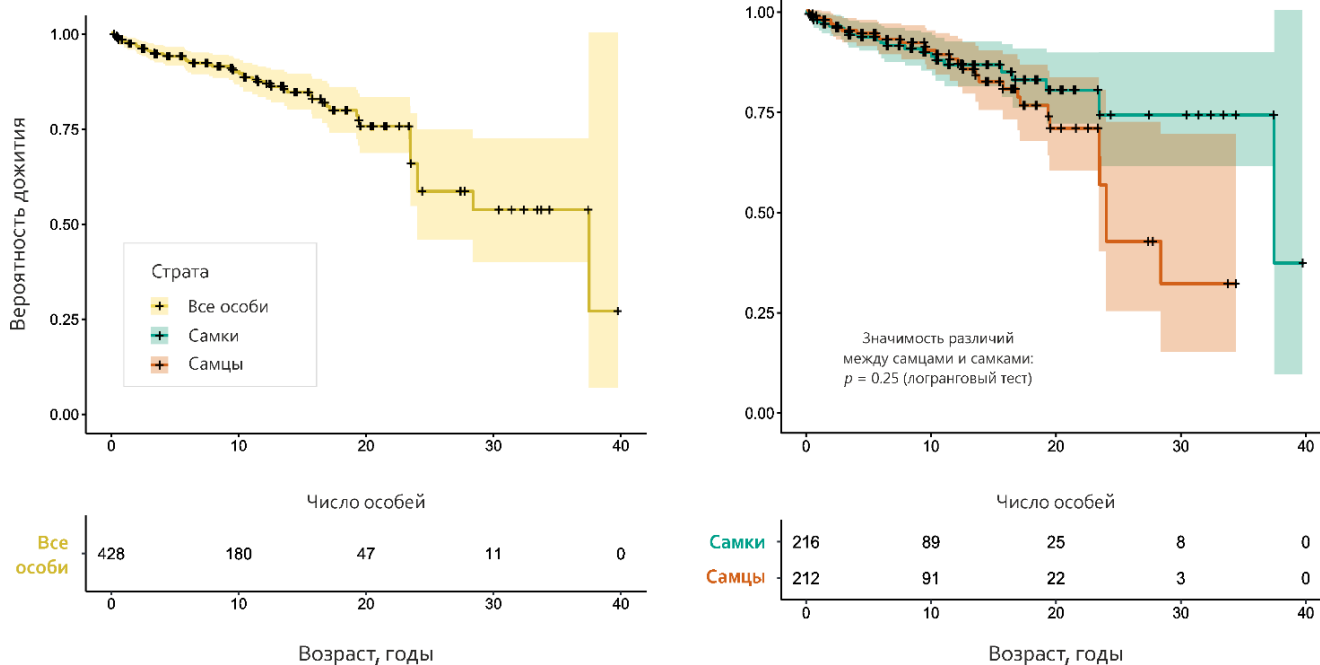 Вероятность дожития
1.00
0.75
0.50
0.25
0.00
Страта
Все особи
Самки
Самцы
0 10 20 30 40
Число особей
Все
особи
428 180 47 11 0
0 10 20 30 40
Возраст, годы
1.00
0.75
0.50
0.25
0.00
Значимость различий
между самцами и самками:
p = 0.25 (логранговый тест)
0 10 20 30 40
Число особей
Самки 216 89 25 8 0
Самцы 212 91 22 3 0
0 10 20 30 40
Возраст, годы